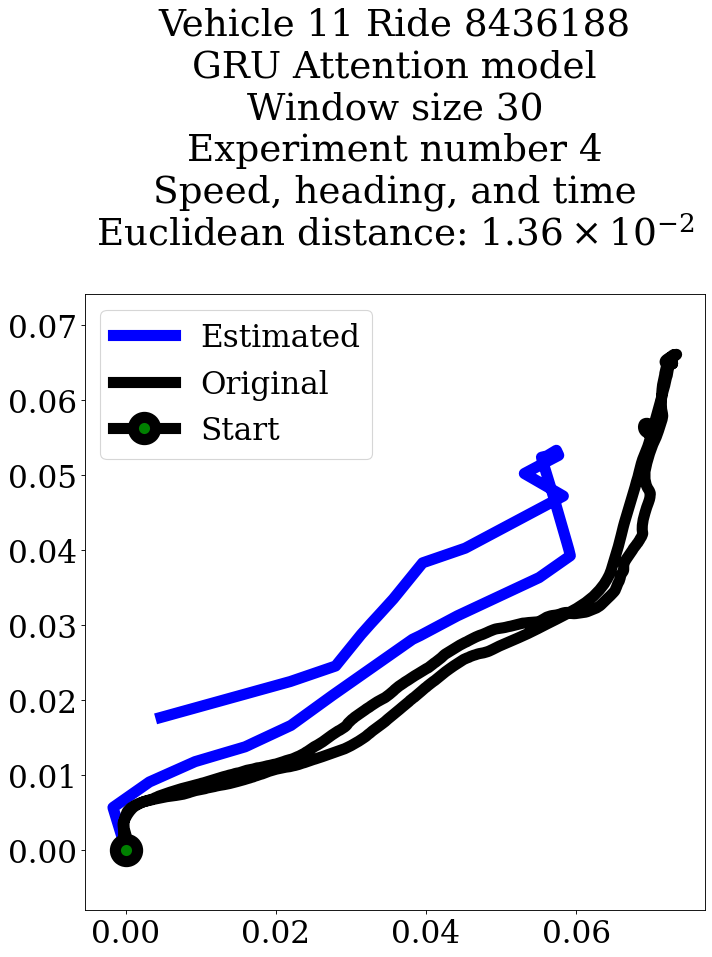 Vehicle 11 Ride 8436188
GRU Attention model
Window size 30
Experiment number 4
Speed, heading, and time
Euclidean distance: 1.36 × 10⁻²
Estimated
Original
Start
0.07
0.06
0.05
0.04
0.03
0.02
0.01
0.00
0.00 0.02 0.04 0.06